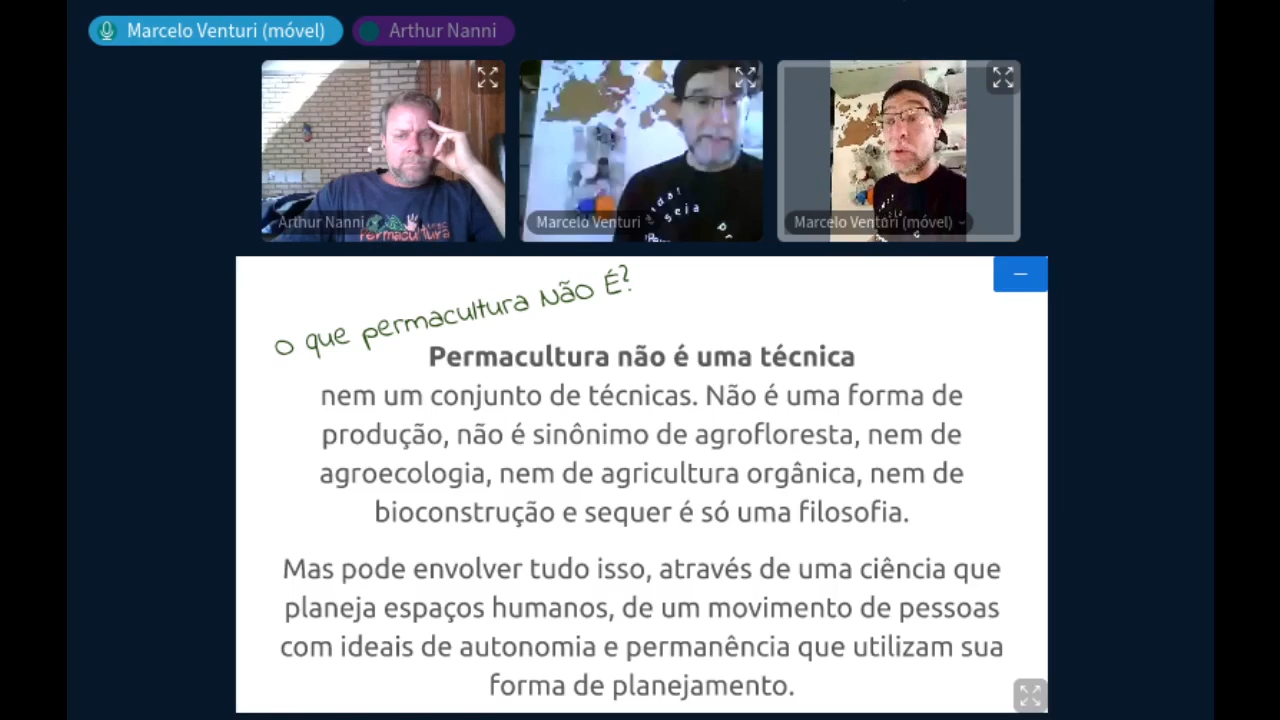 Marcelo Venturi (móvel)
Arthur Nanni
Arthur Nanni
Permacultura
Marcelo Venturi
seia
Marcelo Venturi (móvel)
O que permacultura NÃO É?
Permacultura não é uma técnica
nem um conjunto de técnicas. Não é uma forma de
produção, não é sinônimo de agrofloresta, nem de
agroecologia, nem de agricultura orgânica, nem de
bioconstrução e sequer é só uma filosofia.
Mas pode envolver tudo isso, através de uma ciência que
planeja espaços humanos, de um movimento de pessoas
com ideais de autonomia e permanência que utilizam sua
forma de planejamento.